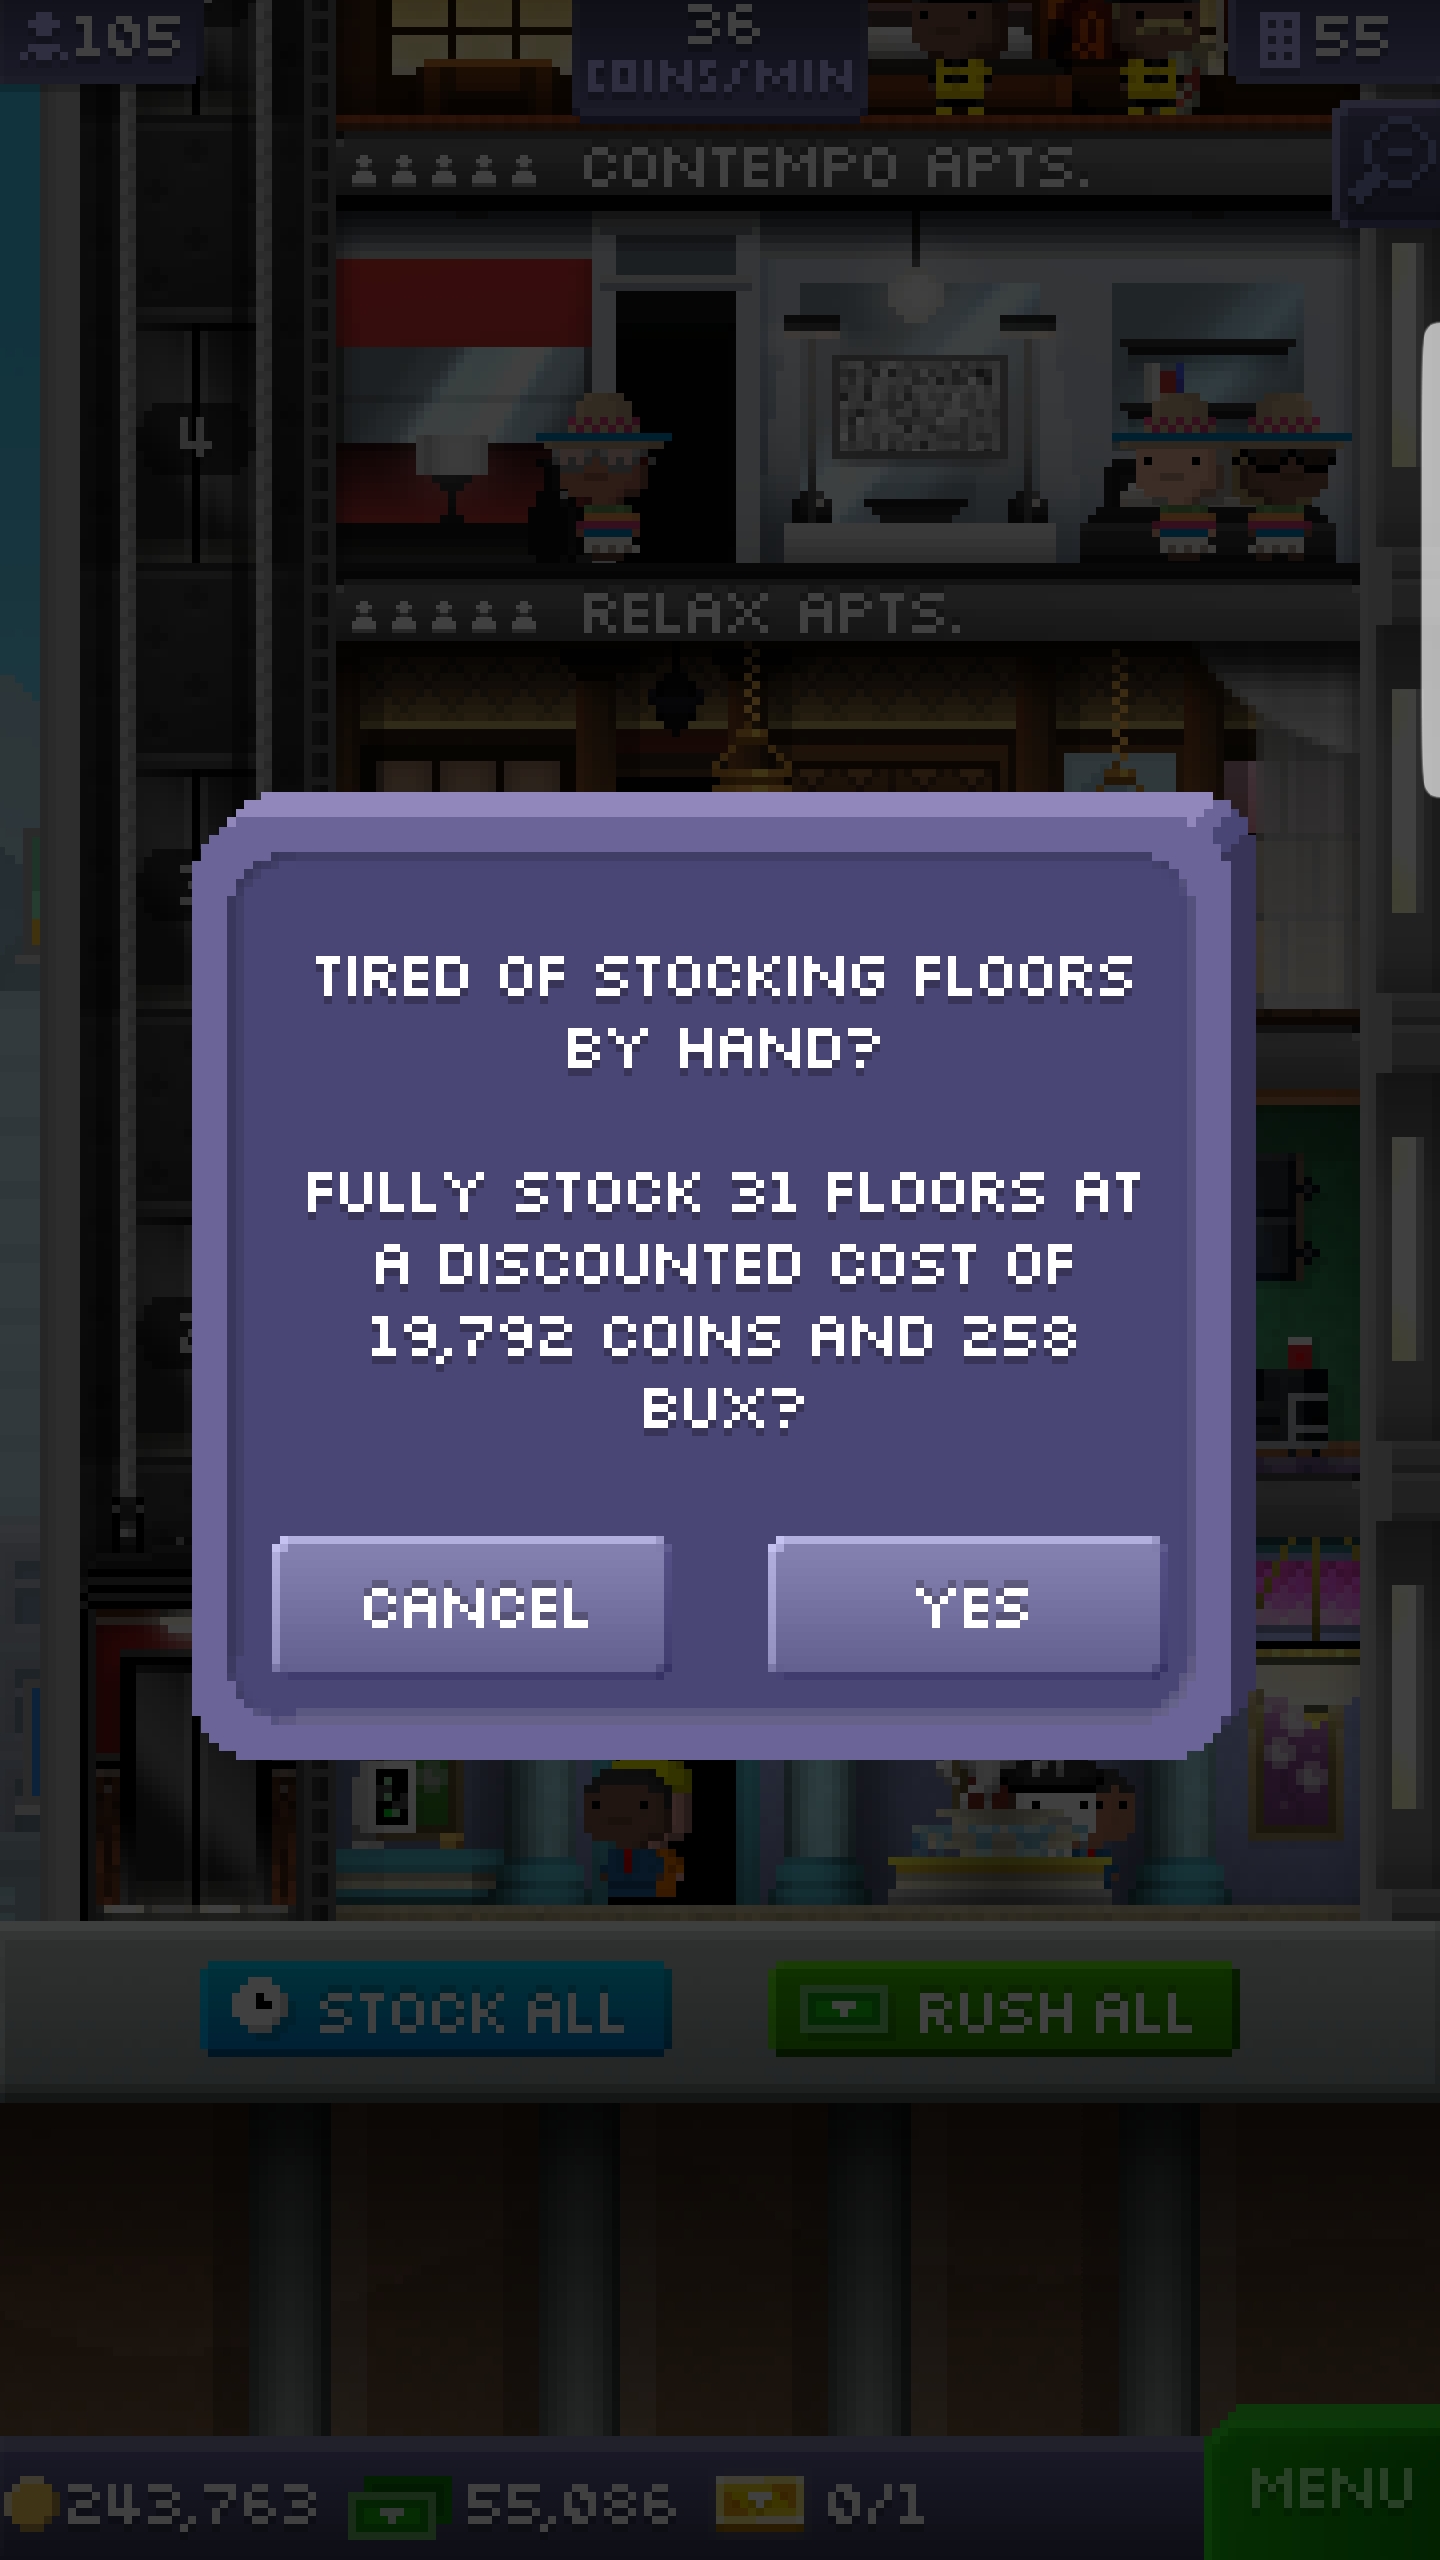 105
36
COINS/MIN
55
CONTEMPO APTS.
4
RELAX APTS.
TIRED OF STOCKING FLOORS
BY HAND?
FULLY STOCK 31 FLOORS AT
A DISCOUNTED COST OF
19,792 COINS AND 258
BUX?
CANCEL
YES
STOCK ALL
RUSH ALL
243,763
55,086
0/1
MENU